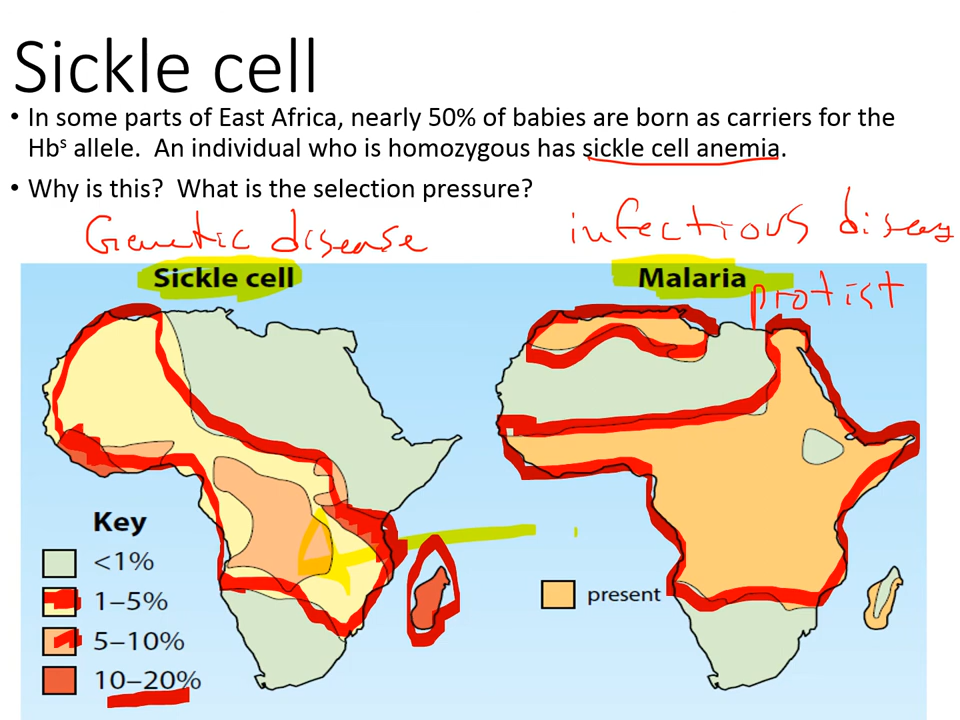 Sickle cell
• In some parts of East Africa, nearly 50% of babies are born as carriers for the
Hbˢ allele. An individual who is homozygous has sickle cell anemia.
• Why is this? What is the selection pressure?
Genetic disease
infectious diseas
Sickle cell
Malaria
protist
Key
<1%
1–5%
5–10%
10–20%
present